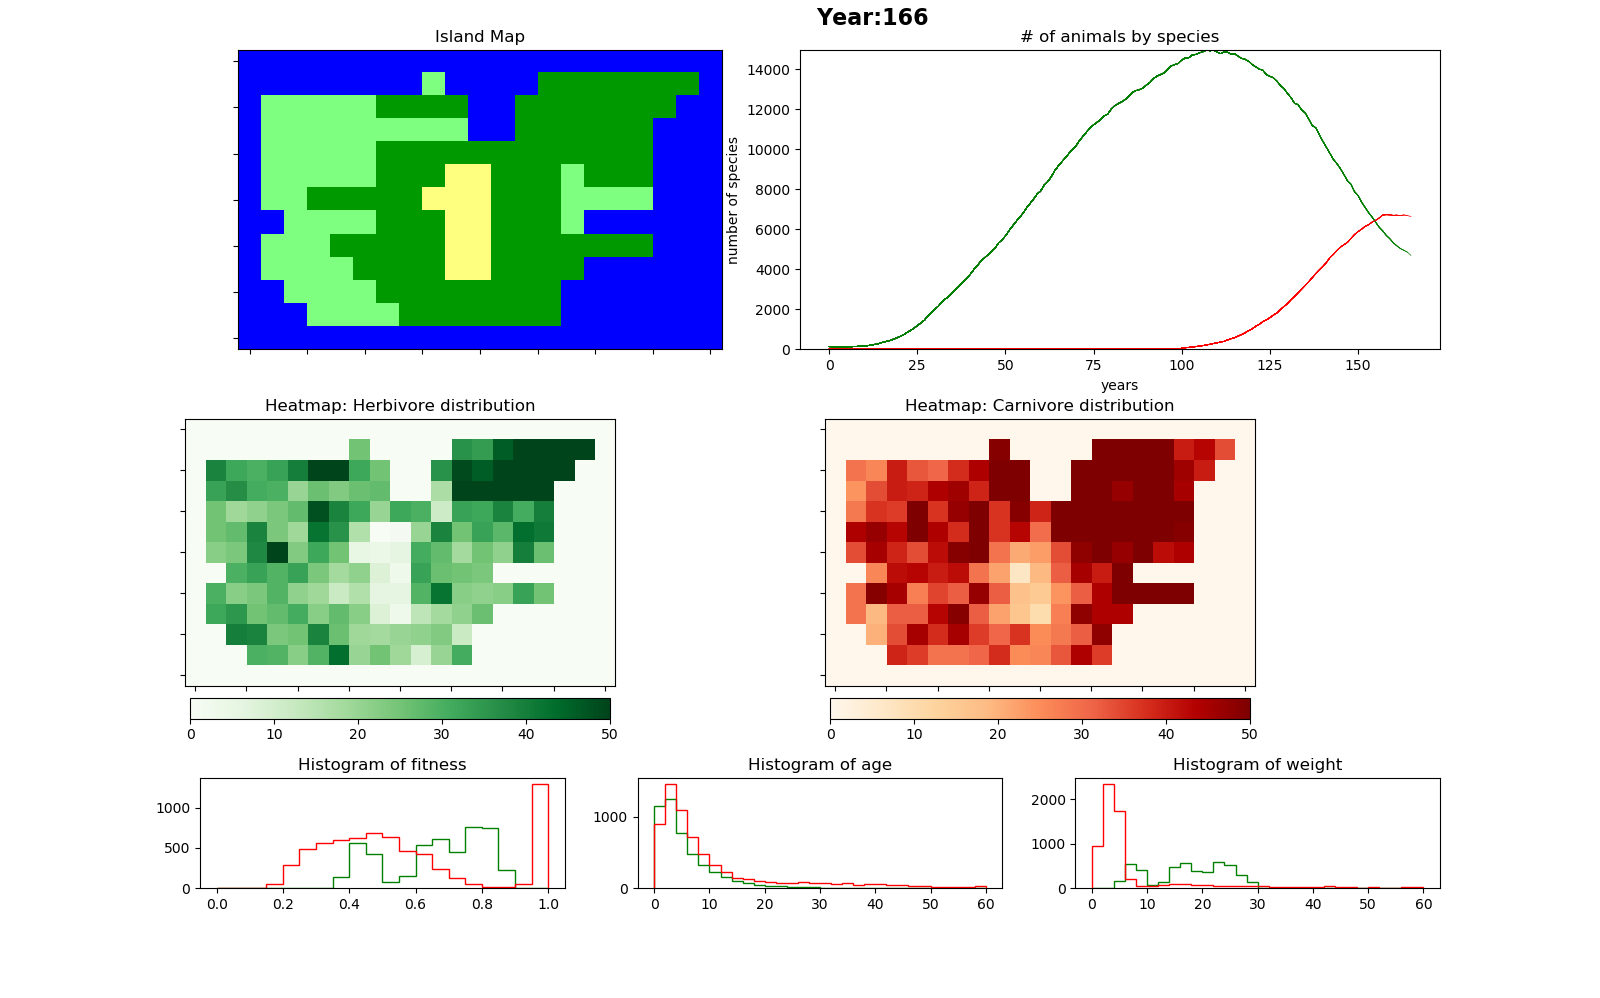 Year:166
Island Map
# of animals by species
number of species
14000
12000
10000
8000
6000
4000
2000
0
0 25 50 75 100 125 150
years
Heatmap: Herbivore distribution
Heatmap: Carnivore distribution
0 10 20 30 40 50
0 10 20 30 40 50
Histogram of fitness
Histogram of age
Histogram of weight
1000
500
0
0.0 0.2 0.4 0.6 0.8 1.0
1000
0
0 10 20 30 40 50 60
2000
1000
0
0 10 20 30 40 50 60